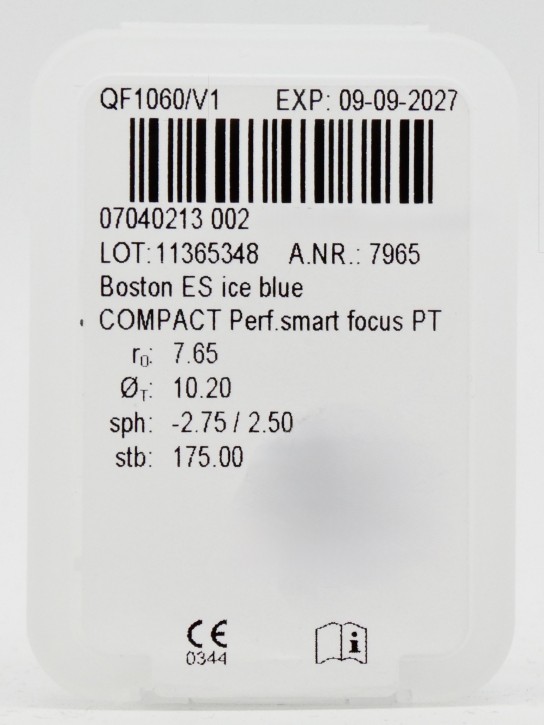 QF1060/V1 EXP: 09-09-2027
07040213 002
LOT: 11365348 A.NR.: 7965
Boston ES ice blue
COMPACT Perf.smart focus PT
r₀: 7.65
Ø_T: 10.20
sph: -2.75 / 2.50
stb: 175.00
CE
0344
i